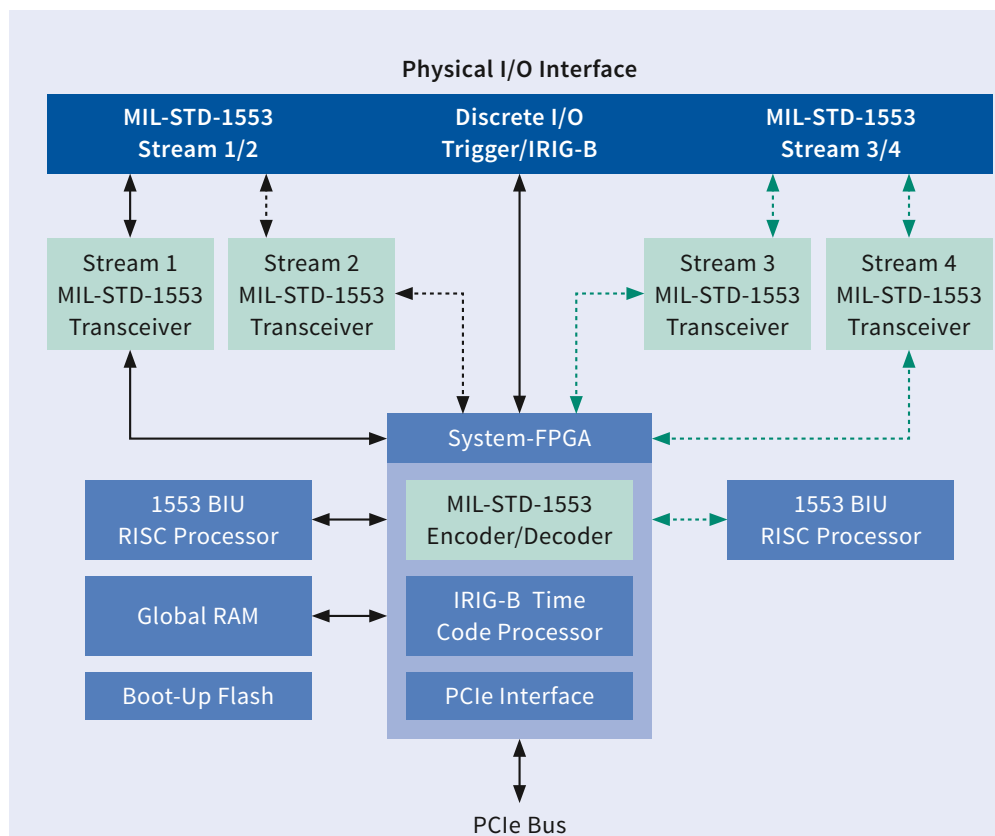 Physical I/O Interface
MIL-STD-1553
Stream 1/2
Discrete I/O
Trigger/IRIG-B
MIL-STD-1553
Stream 3/4
Stream 1
MIL-STD-1553
Transceiver
Stream 2
MIL-STD-1553
Transceiver
Stream 3
MIL-STD-1553
Transceiver
Stream 4
MIL-STD-1553
Transceiver
System-FPGA
1553 BIU
RISC Processor
MIL-STD-1553
Encoder/Decoder
1553 BIU
RISC Processor
Global RAM
IRIG-B Time
Code Processor
Boot-Up Flash
PCIe Interface
PCIe Bus